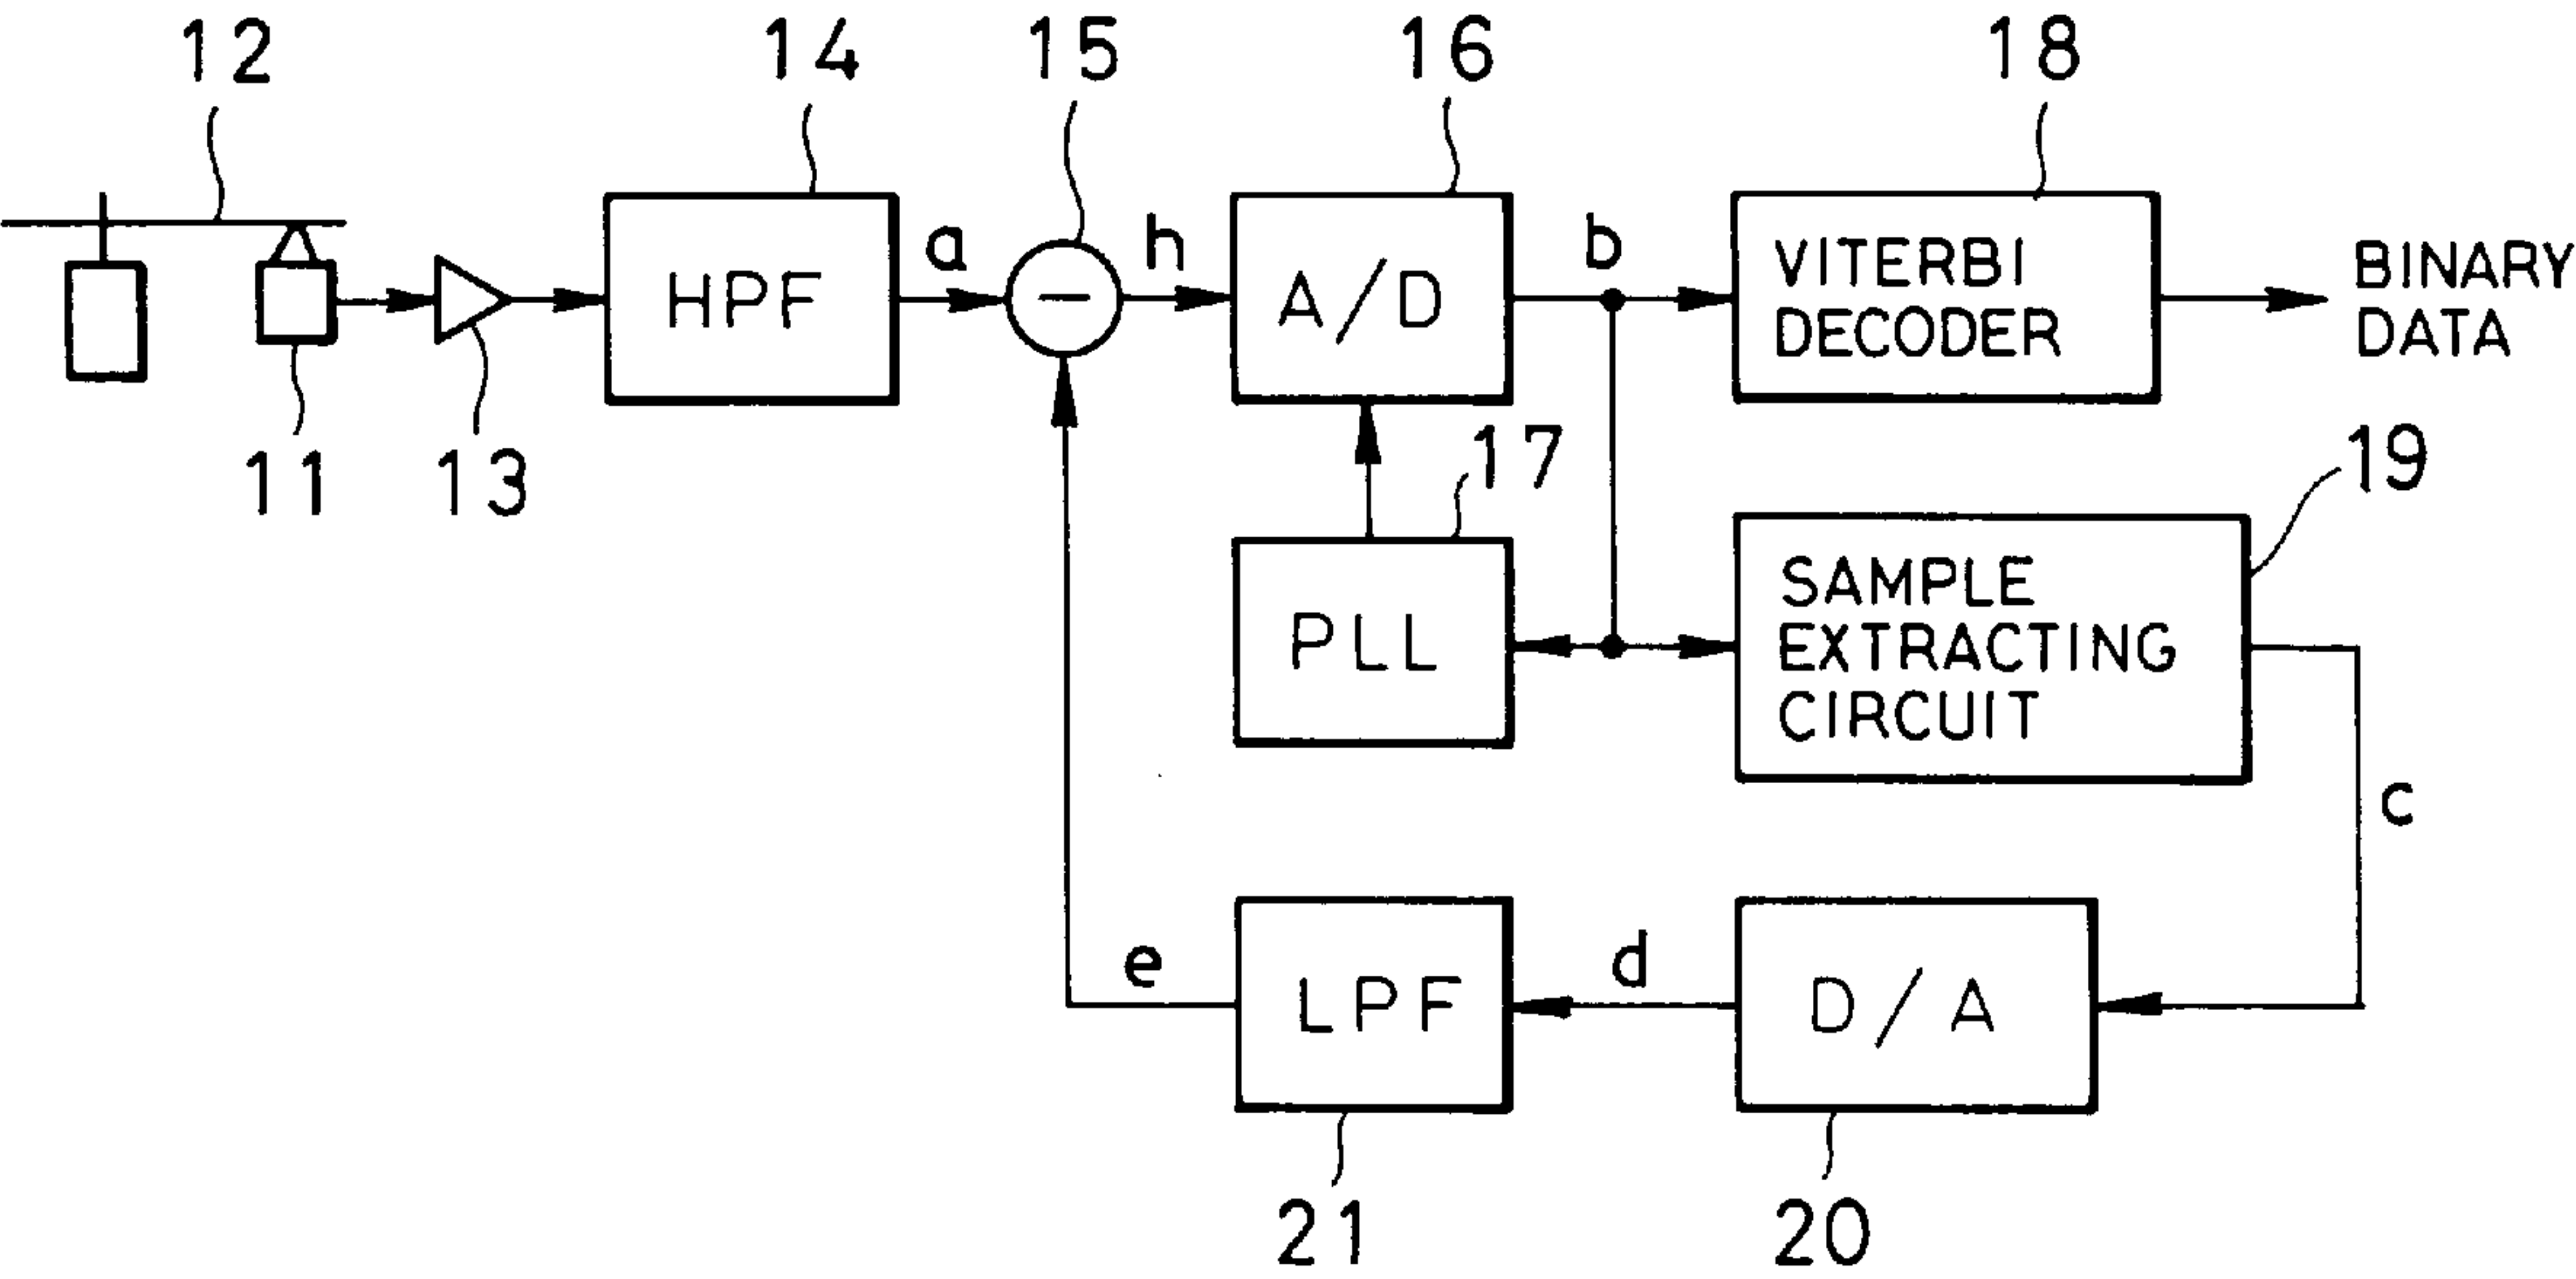 12
14
15
16
18
a
h
b
HPF
−
A/D
VITERBI
DECODER
BINARY
DATA
11
13
17
19
PLL
SAMPLE
EXTRACTING
CIRCUIT
c
e
LPF
d
D/A
21
20